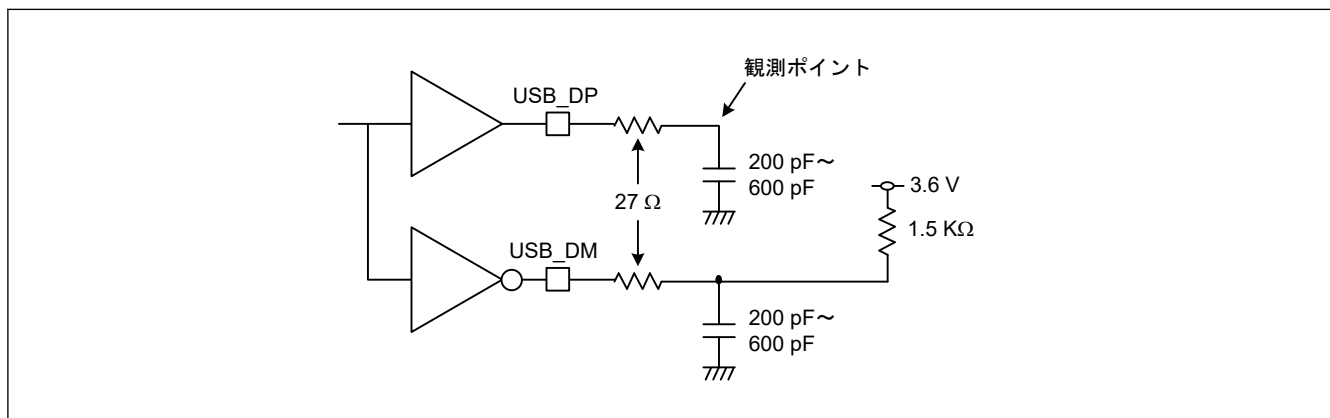 観測ポイント
USB_DP
200 pF～
600 pF
3.6 V
27 Ω
1.5 KΩ
USB_DM
200 pF～
600 pF